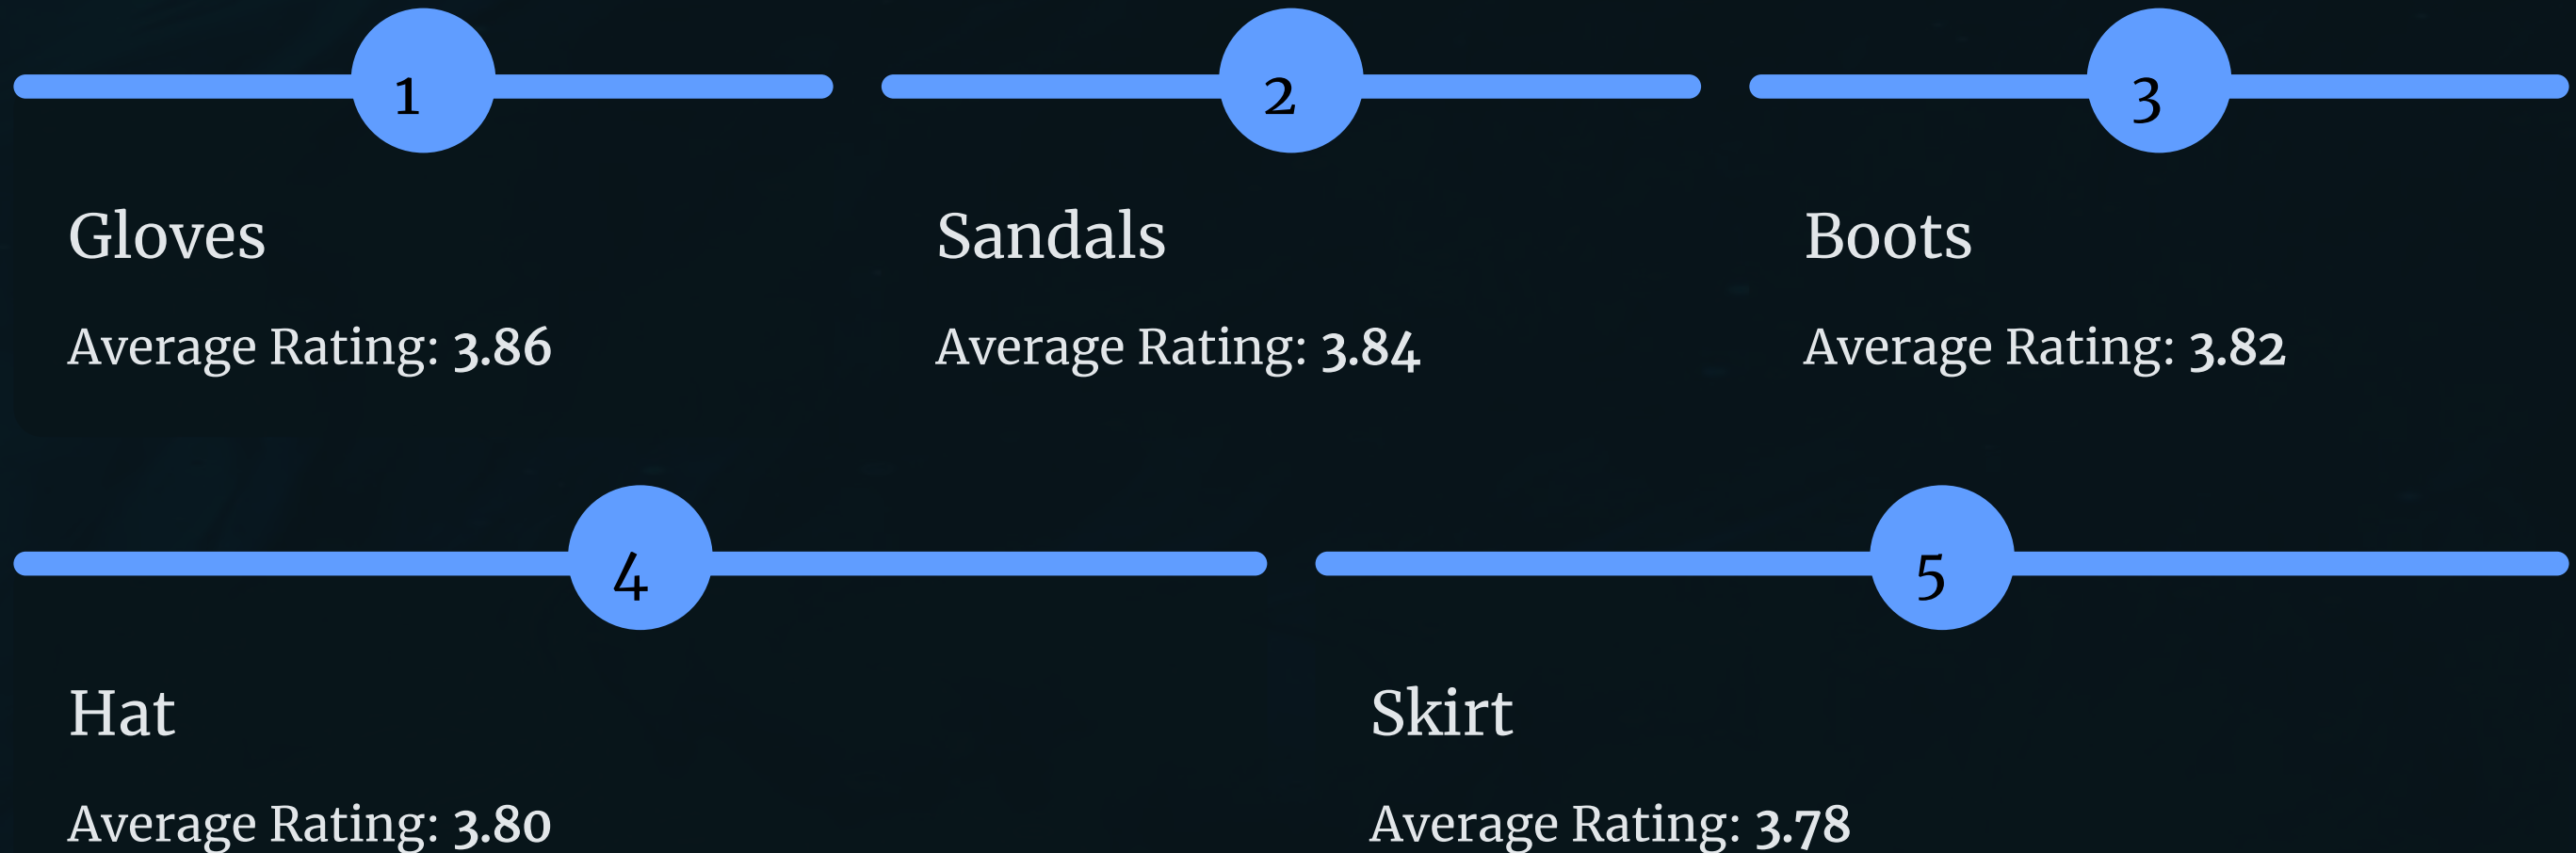 1
2
3
Gloves
Sandals
Boots
Average Rating: 3.86
Average Rating: 3.84
Average Rating: 3.82
4
5
Hat
Skirt
Average Rating: 3.80
Average Rating: 3.78